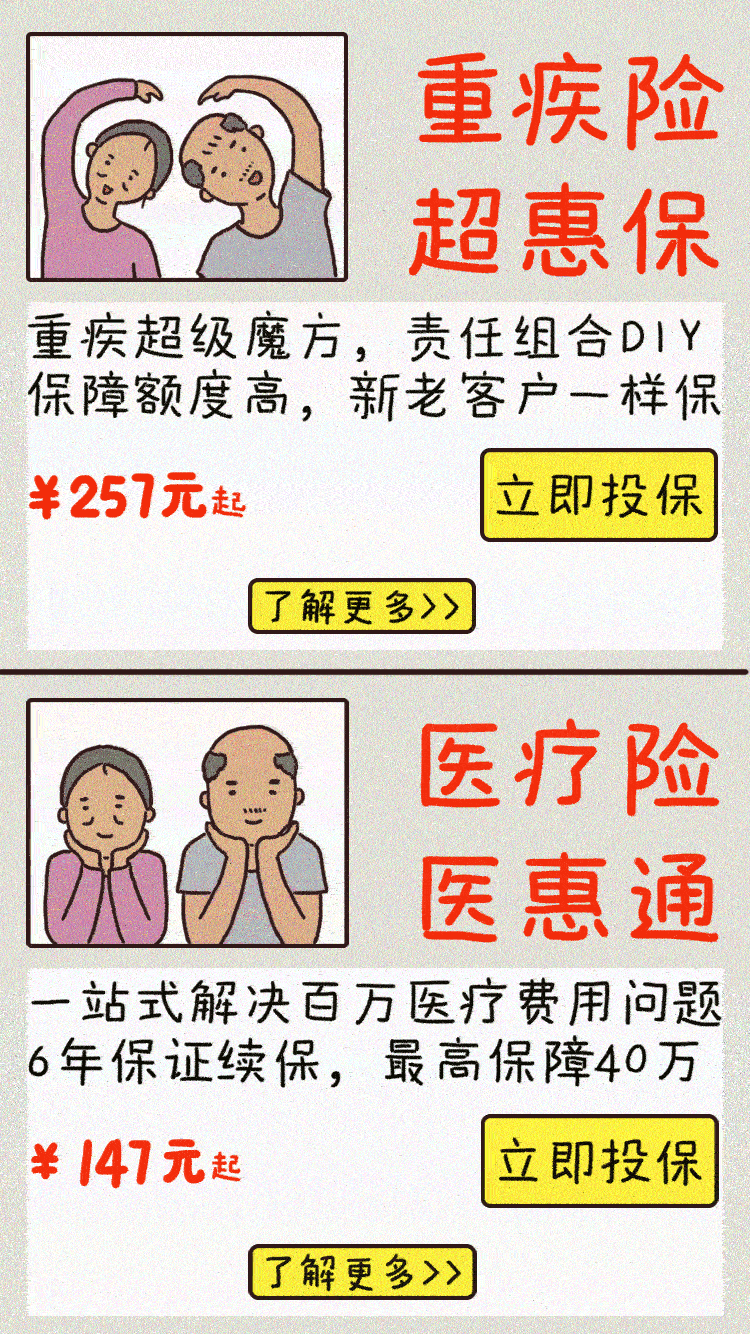 重疾险
超惠保
重疾超级魔方，责任组合DIY
保障额度高，新老客户一样保
¥257元起
立即投保
了解更多>>
医疗险
医惠通
一站式解决百万医疗费用问题
6年保证续保，最高保障40万
¥147元起
立即投保
了解更多>>